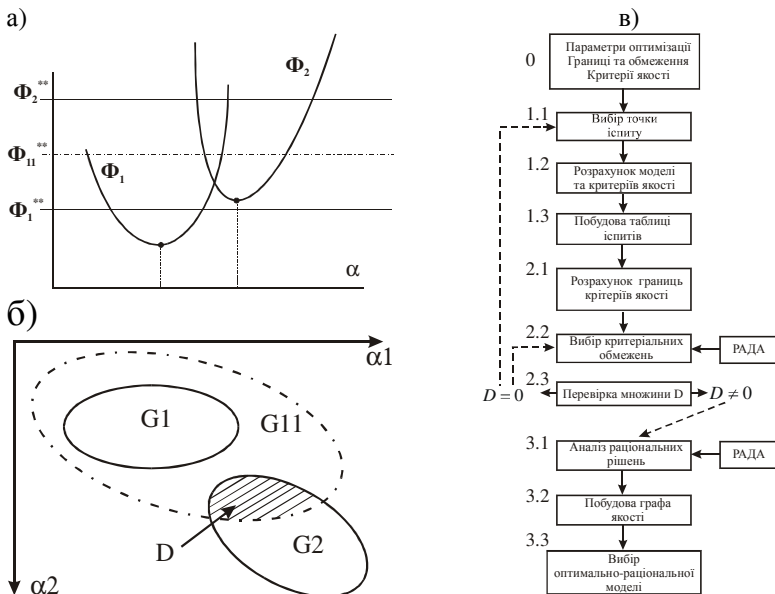 а)
Φ₂
Φ₂**
Φ₁₁**
Φ₁
Φ₁**
α
б)
α1
G1
G11
D
G2
α2
в)
0
Параметри оптимізації
Границі та обмеження
Критерії якості
1.1
Вибір точки
іспиту
1.2
Розрахунок моделі
та критеріїв якості
1.3
Побудова таблиці
іспитів
2.1
Розрахунок границь
крітеріїв якості
2.2
Вибір критеріальних
обмежень
РАДА
2.3
D = 0
Перевірка множини D
D ≠ 0
3.1
Аналіз раціональних
рішень
РАДА
3.2
Побудова графа
якості
3.3
Вибір
оптимально-раціональної
моделі